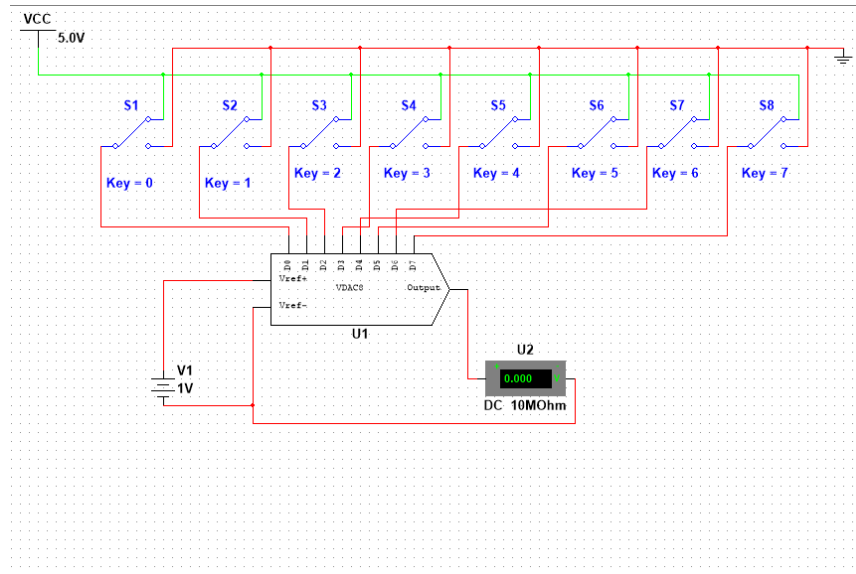 VCC
5.0V
S1
S2
S3
S4
S5
S6
S7
S8
Key = 0
Key = 1
Key = 2
Key = 3
Key = 4
Key = 5
Key = 6
Key = 7
D0
D1
D2
D3
D4
D5
D6
D7
Vref+
VDAC8
Output
Vref-
U1
V1
1V
U2
+
0.000
V
DC 10MOhm